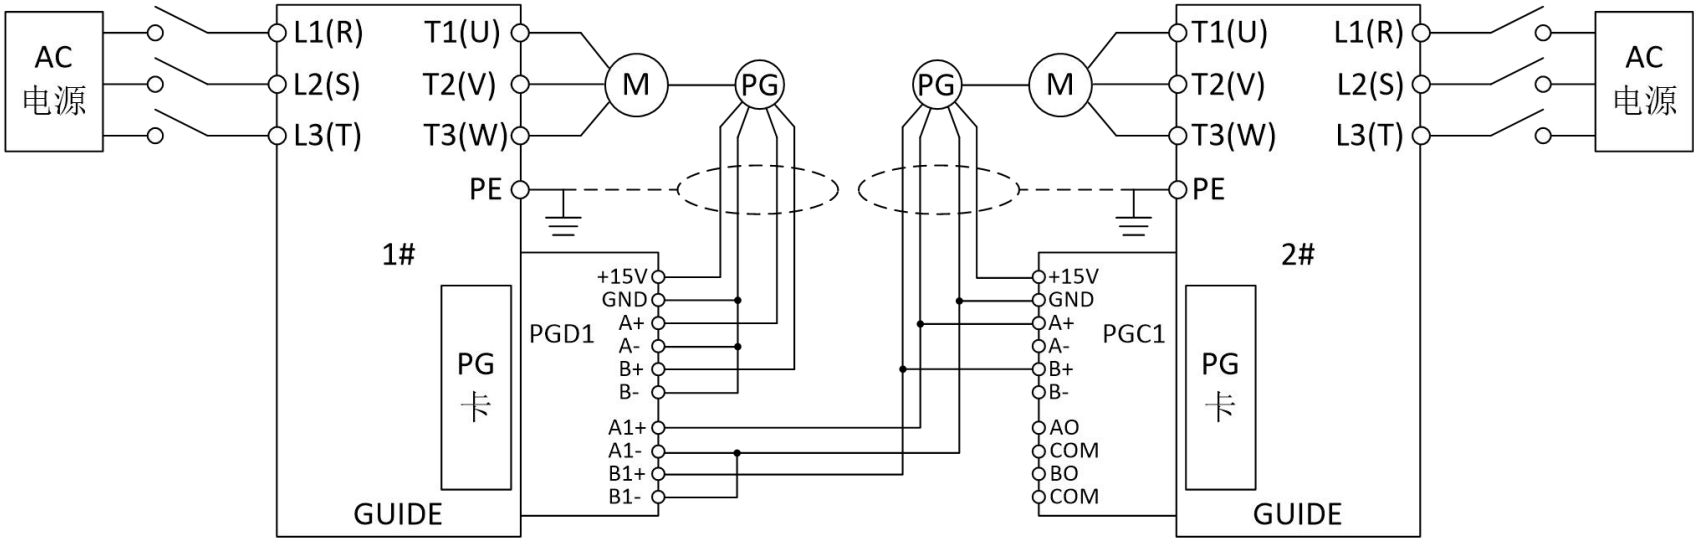 AC
电源
L1(R)
L2(S)
L3(T)
T1(U)
T2(V)
T3(W)
PE
M
PG
1#
PG
卡
GUIDE
PGD1
+15V
GND
A+
A-
B+
B-
A1+
A1-
B1+
B1-
PG
M
T1(U)
T2(V)
T3(W)
PE
L1(R)
L2(S)
L3(T)
AC
电源
2#
+15V
GND
A+
A-
B+
B-
AO
COM
BO
COM
PGC1
PG
卡
GUIDE